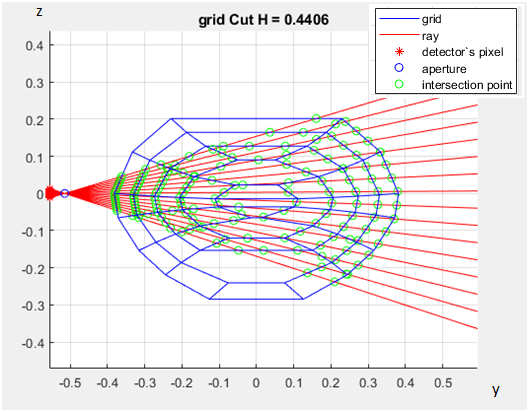 z
grid Cut H = 0.4406
grid
ray
detector`s pixel
aperture
intersection point
0.4
0.3
0.2
0.1
0
-0.1
-0.2
-0.3
-0.4
-0.5 -0.4 -0.3 -0.2 -0.1 0 0.1 0.2 0.3 0.4 0.5
y